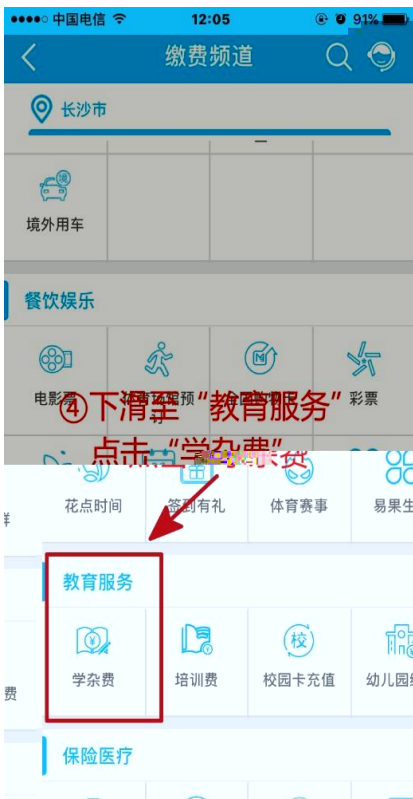 中国电信 12:05 91%
缴费频道
长沙市
境外用车
餐饮娱乐
电影票 彩票
④下滑至“教育服务”
点击“学杂费”
花点时间 签到有礼 体育赛事 易果生
教育服务
学杂费 培训费 校园卡充值 幼儿园
费
保险医疗